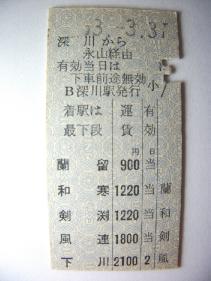 3.-3.31
深川から
永山経由
有効当日は
下車前途無効
B深川駅発行 小
着駅は 運 有
最下段 賃 効
円 日
蘭留 900 当
和寒 1220 当 蘭
剣淵 1220 当 和
風連 1800 当 剣
下川 2100 2 風